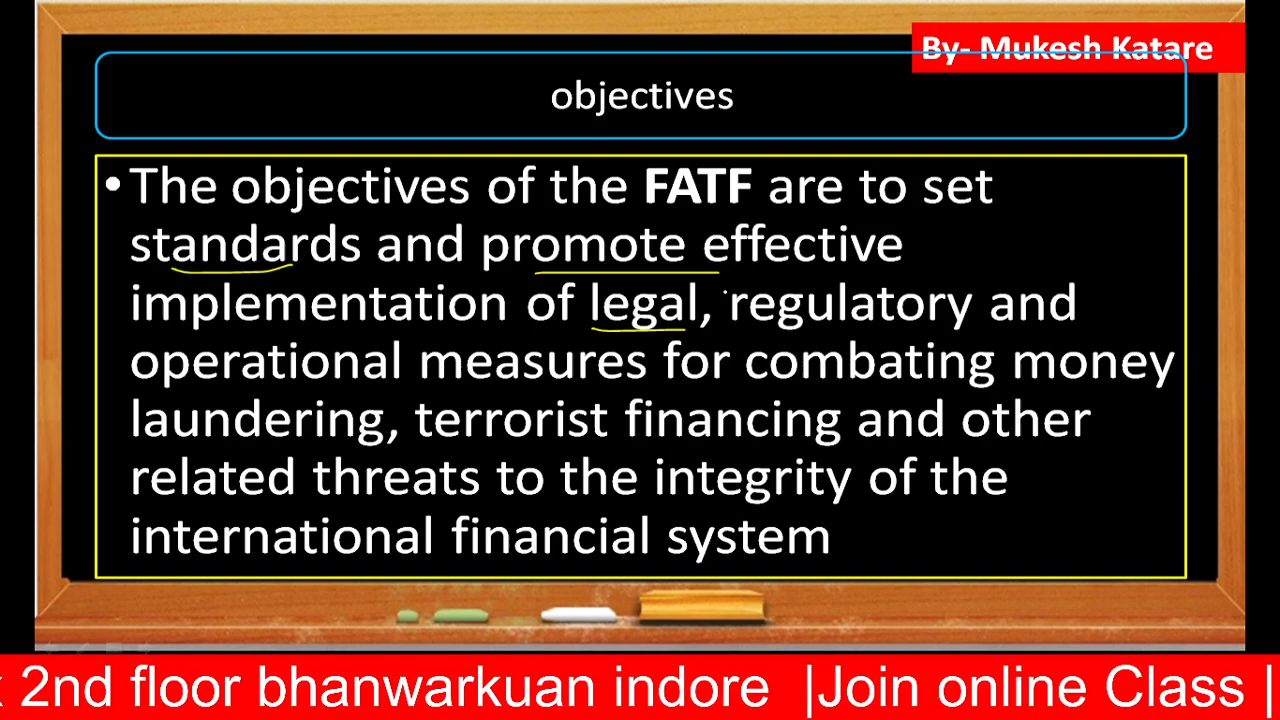 By- Mukesh Katare
objectives
• The objectives of the FATF are to set
standards and promote effective
implementation of legal, regulatory and
operational measures for combating money
laundering, terrorist financing and other
related threats to the integrity of the
international financial system
2nd floor bhanwarkuan indore |Join online Class |